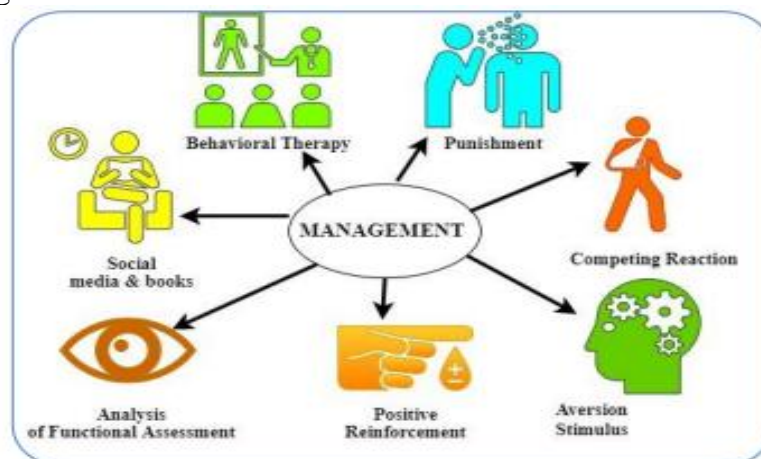 Behavioral Therapy
Punishment
MANAGEMENT
Social
media & books
Competing Reaction
Analysis
of Functional Assessment
Positive
Reinforcement
Aversion
Stimulus